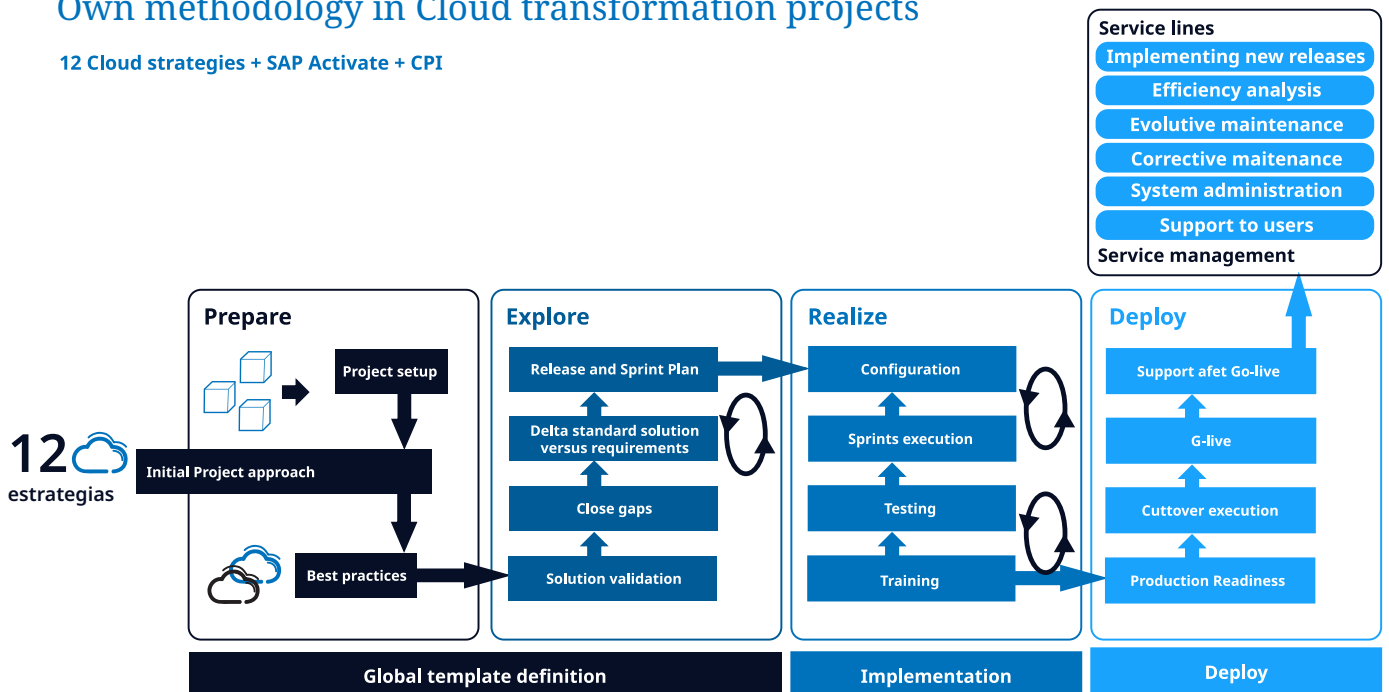 Own methodology in Cloud transformation projects
12 Cloud strategies + SAP Activate + CPI
Service lines
Implementing new releases
Efficiency analysis
Evolutive maintenance
Corrective maitenance
System administration
Support to users
Service management
12
estrategias
Prepare
Project setup
Initial Project approach
Best practices
Explore
Release and Sprint Plan
Delta standard solution
versus requirements
Close gaps
Solution validation
Realize
Configuration
Sprints execution
Testing
Training
Deploy
Support afet Go-live
G-live
Cuttover execution
Production Readiness
Global template definition
Implementation
Deploy